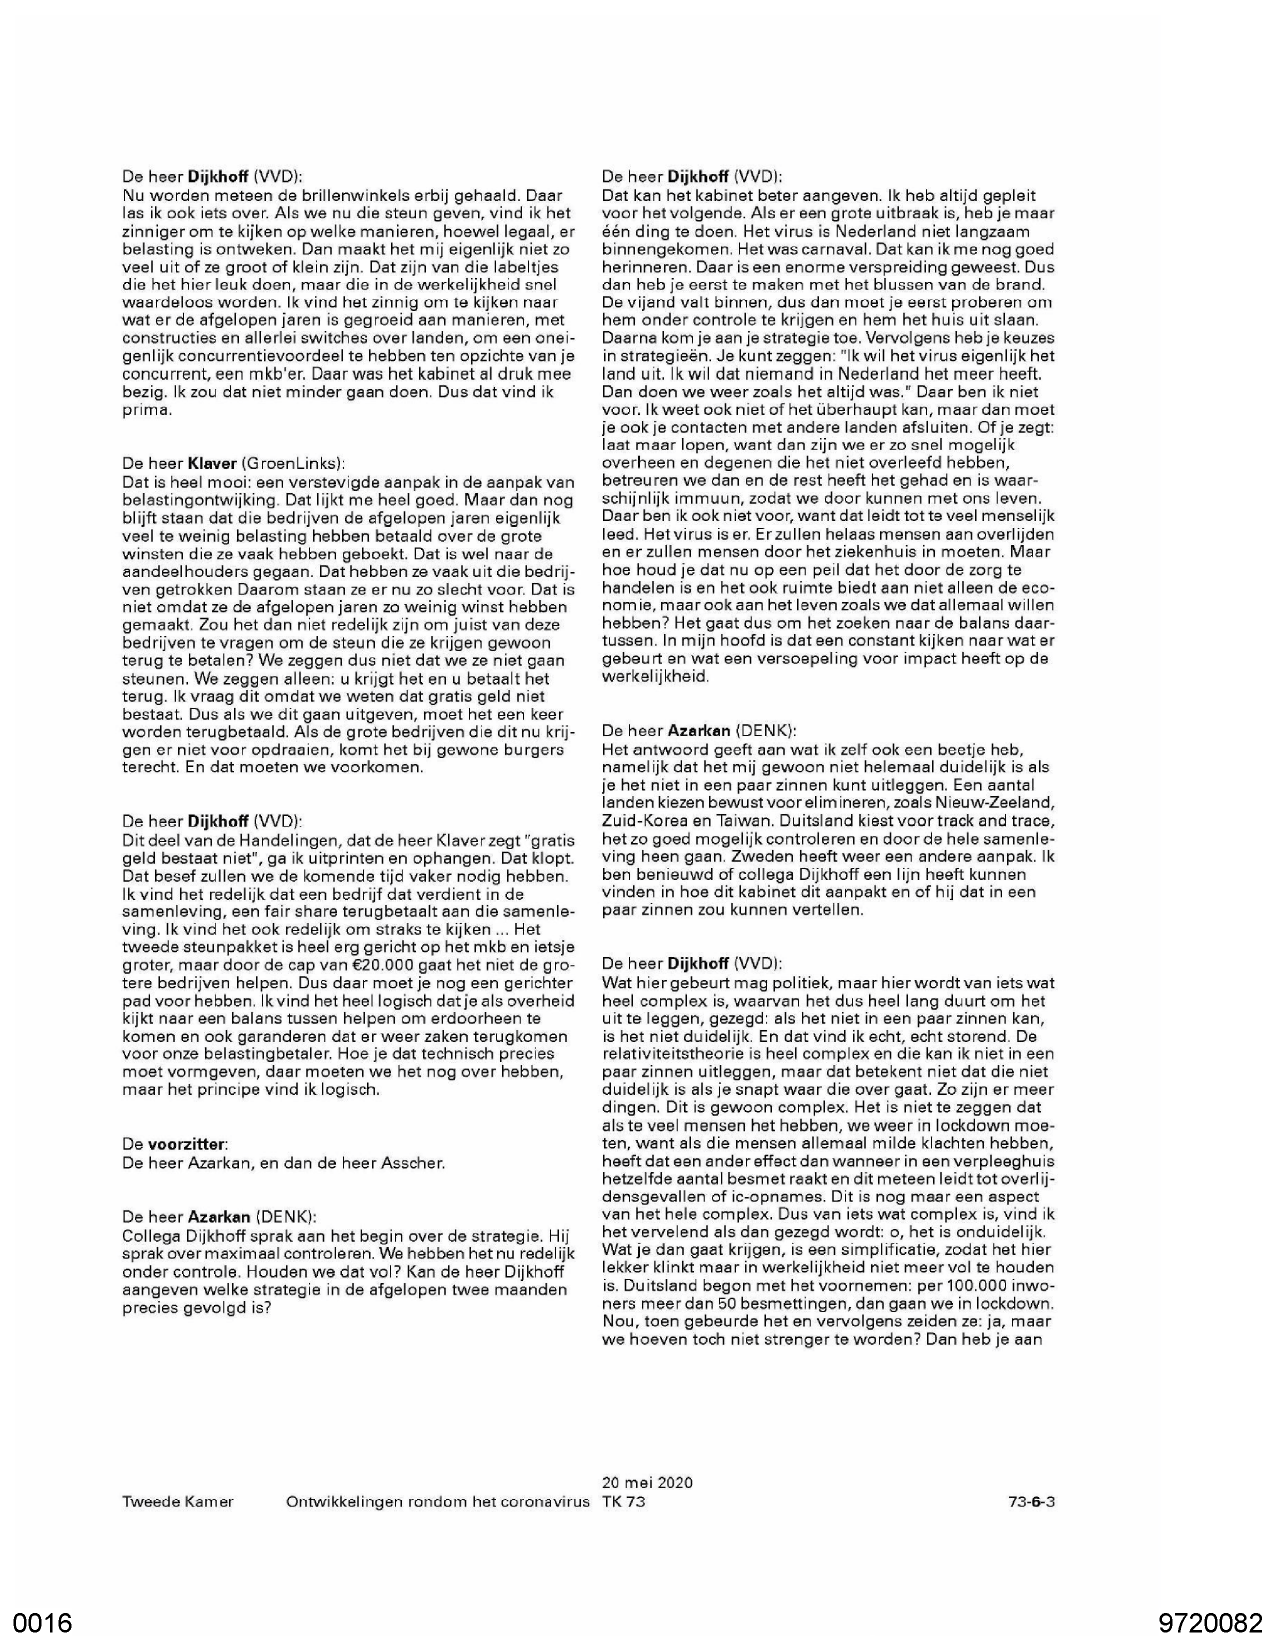 De heer Dijkhoff (VVD):
Nu worden meteen de brillenwinkels erbij gehaald. Daar
las ik ook iets over. Als we nu die steun geven, vind ik het
zinniger om te kijken op welke manieren, hoewel legaal, er
belasting is ontweken. Dan maakt het mij eigenlijk niet zo
veel uit of ze groot of klein zijn. Dat zijn van die labeltjes
die het hier leuk doen, maar die in de werkelijkheid snel
waardeloos worden. Ik vind het zinnig om te kijken naar
wat er de afgelopen jaren is gegroeid aan manieren, met
constructies en allerlei switches over landen, om een onei-
genlijk concurrentievoordeel te hebben ten opzichte van je
concurrent, een mkb'er. Daar was het kabinet al druk mee
bezig. Ik zou dat niet minder gaan doen. Dus dat vind ik
prima.
De heer Klaver (GroenLinks):
Dat is heel mooi: een verstevigde aanpak in de aanpak van
belastingontwijking. Dat lijkt me heel goed. Maar dan nog
blijft staan dat die bedrijven de afgelopen jaren eigenlijk
veel te weinig belasting hebben betaald over de grote
winsten die ze vaak hebben geboekt. Dat is wel naar de
aandeelhouders gegaan. Dat hebben ze vaak uit die bedrij-
ven getrokken Daarom staan ze er nu zo slecht voor. Dat is
niet omdat ze de afgelopen jaren zo weinig winst hebben
gemaakt. Zou het dan niet redelijk zijn om juist van deze
bedrijven te vragen om de steun die ze krijgen gewoon
terug te betalen? We zeggen dus niet dat we ze niet gaan
steunen. We zeggen alleen: u krijgt het en u betaalt het
terug. Ik vraag dit omdat we weten dat gratis geld niet
bestaat. Dus als we dit gaan uitgeven, moet het een keer
worden terugbetaald. Als de grote bedrijven die dit nu krij-
gen er niet voor opdraaien, komt het bij gewone burgers
terecht. En dat moeten we voorkomen.
De heer Dijkhoff (VVD):
Dit deel van de Handelingen, dat de heer Klaver zegt "gratis
geld bestaat niet", ga ik uitprinten en ophangen. Dat klopt.
Dat besef zullen we de komende tijd vaker nodig hebben.
Ik vind het redelijk dat een bedrijf dat verdient in de
samenleving, een fair share terugbetaalt aan die samenle-
ving. Ik vind het ook redelijk om straks te kijken ... Het
tweede steunpakket is heel erg gericht op het mkb en ietsje
groter, maar door de cap van €20.000 gaat het niet de gro-
tere bedrijven helpen. Dus daar moet je nog een gerichter
pad voor hebben. Ik vind het heel logisch dat je als overheid
kijkt naar een balans tussen helpen om erdoorheen te
komen en ook garanderen dat er weer zaken terugkomen
voor onze belastingbetaler. Hoe je dat technisch precies
moet vormgeven, daar moeten we het nog over hebben,
maar het principe vind ik logisch.
De voorzitter:
De heer Azarkan, en dan de heer Asscher.
De heer Azarkan (DENK):
Collega Dijkhoff sprak aan het begin over de strategie. Hij
sprak over maximaal controleren. We hebben het nu redelijk
onder controle. Houden we dat vol? Kan de heer Dijkhoff
aangeven welke strategie in de afgelopen twee maanden
precies gevolgd is?
De heer Dijkhoff (VVD):
Dat kan het kabinet beter aangeven. Ik heb altijd gepleit
voor het volgende. Als er een grote uitbraak is, heb je maar
één ding te doen. Het virus is Nederland niet langzaam
binnengekomen. Het was carnaval. Dat kan ik me nog goed
herinneren. Daar is een enorme verspreiding geweest. Dus
dan heb je eerst te maken met het blussen van de brand.
De vijand valt binnen, dus dan moet je eerst proberen om
hem onder controle te krijgen en hem het huis uit slaan.
Daarna kom je aan je strategie toe. Vervolgens heb je keuzes
in strategieën. Je kunt zeggen: "Ik wil het virus eigenlijk het
land uit. Ik wil dat niemand in Nederland het meer heeft.
Dan doen we weer zoals het altijd was." Daar ben ik niet
voor. Ik weet ook niet of het überhaupt kan, maar dan moet
je ook je contacten met andere landen afsluiten. Of je zegt:
laat maar lopen, want dan zijn we er zo snel mogelijk
overheen en degenen die het niet overleefd hebben,
betreuren we dan en de rest heeft het gehad en is waar-
schijnlijk immuun, zodat we door kunnen met ons leven.
Daar ben ik ook niet voor, want dat leidt tot te veel menselijk
leed. Het virus is er. Er zullen helaas mensen aan overlijden
en er zullen mensen door het ziekenhuis in moeten. Maar
hoe houd je dat nu op een peil dat het door de zorg te
handelen is en het ook ruimte biedt aan niet alleen de eco-
nomie, maar ook aan het leven zoals we dat allemaal willen
hebben? Het gaat dus om het zoeken naar de balans daar-
tussen. In mijn hoofd is dat een constant kijken naar wat er
gebeurt en wat een versoepeling voor impact heeft op de
werkelijkheid.
De heer Azarkan (DENK):
Het antwoord geeft aan wat ik zelf ook een beetje heb,
namelijk dat het mij gewoon niet helemaal duidelijk is als
je het niet in een paar zinnen kunt uitleggen. Een aantal
landen kiezen bewust voor elimineren, zoals Nieuw-Zeeland,
Zuid-Korea en Taiwan. Duitsland kiest voor track and trace,
het zo goed mogelijk controleren en door de hele samenle-
ving heen gaan. Zweden heeft weer een andere aanpak. Ik
ben benieuwd of collega Dijkhoff een lijn heeft kunnen
vinden in hoe dit kabinet dit aanpakt en of hij dat in een
paar zinnen zou kunnen vertellen.
De heer Dijkhoff (VVD):
Wat hier gebeurt mag politiek, maar hier wordt van iets wat
heel complex is, waarvan het dus heel lang duurt om het
uit te leggen, gezegd: als het niet in een paar zinnen kan,
is het niet duidelijk. En dat vind ik echt, echt storend. De
relativiteitstheorie is heel complex en die kan ik niet in een
paar zinnen uitleggen, maar dat betekent niet dat die niet
duidelijk is als je snapt waar die over gaat. Zo zijn er meer
dingen. Dit is gewoon complex. Het is niet te zeggen dat
als te veel mensen het hebben, we weer in lockdown moe-
ten, want als die mensen allemaal milde klachten hebben,
heeft dat een ander effect dan wanneer in een verpleeghuis
hetzelfde aantal besmet raakt en dit meteen leidt tot overlij-
densgevallen of ic-opnames. Dit is nog maar een aspect
van het hele complex. Dus van iets wat complex is, vind ik
het vervelend als dan gezegd wordt: o, het is onduidelijk.
Wat je dan gaat krijgen, is een simplificatie, zodat het hier
lekker klinkt maar in werkelijkheid niet meer vol te houden
is. Duitsland begon met het voornemen: per 100.000 inwo-
ners meer dan 50 besmettingen, dan gaan we in lockdown.
Nou, toen gebeurde het en vervolgens zeiden ze: ja, maar
we hoeven toch niet strenger te worden? Dan heb je aan
20 mei 2020
Tweede Kamer Ontwikkelingen rondom het coronavirus TK 73 73-6-3
0016 9720082